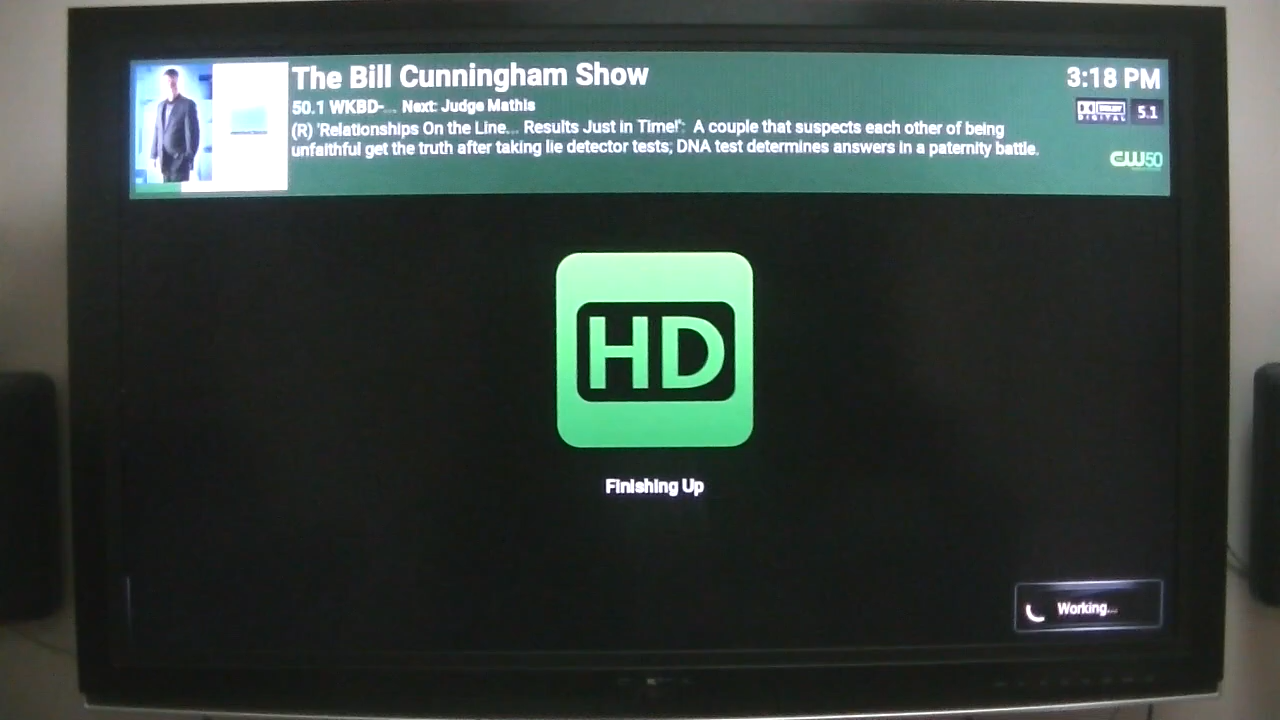 The Bill Cunningham Show
3:18 PM
50.1 WKBD-... Next: Judge Mathis
DOLBY DIGITAL 5.1
(R) 'Relationships On the Line... Results Just in Time!': A couple that suspects each other of being
unfaithful get the truth after taking lie detector tests; DNA test determines answers in a paternity battle.
CW50
HD
Finishing Up
Working...